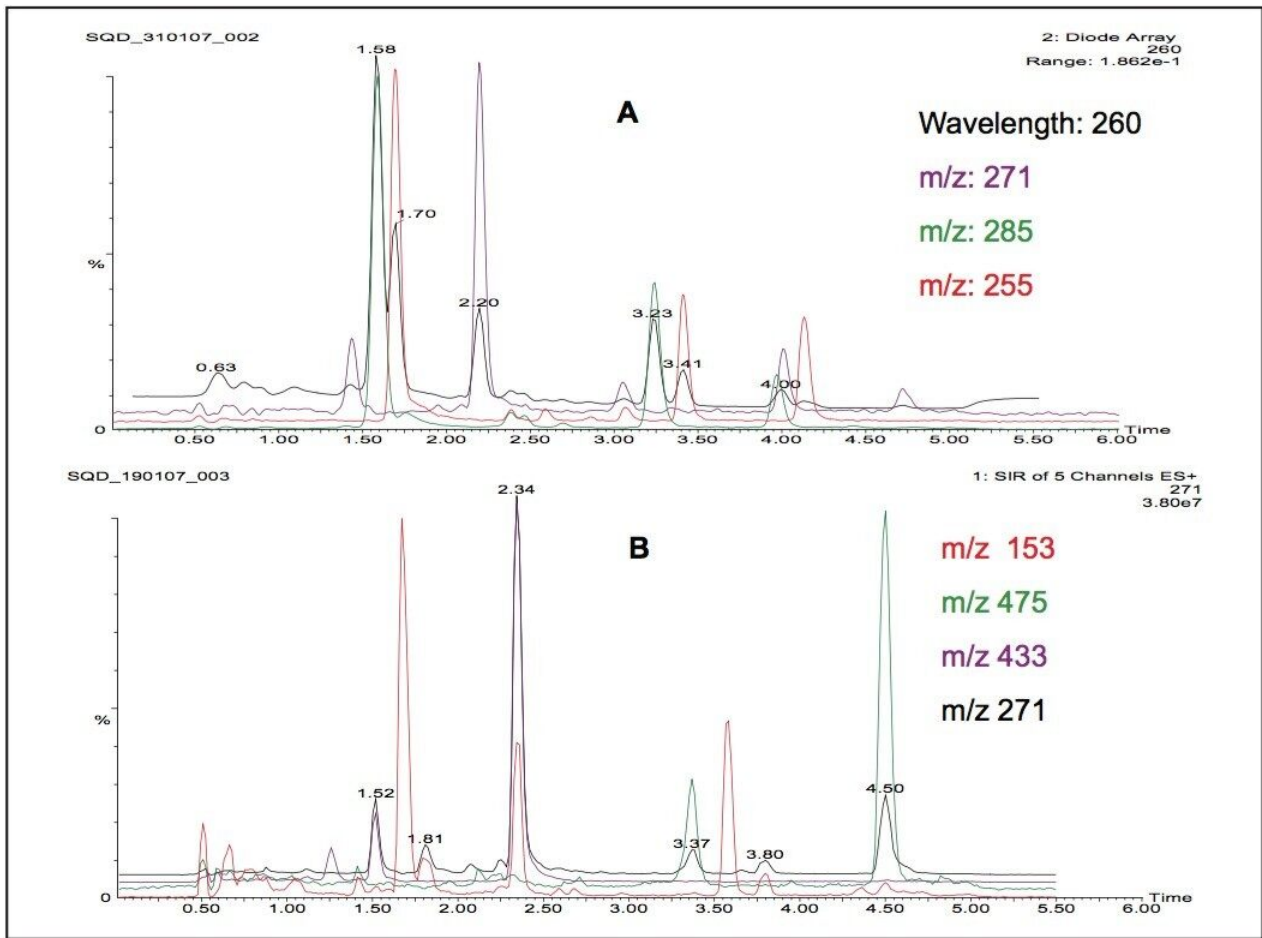 SQD_310107_002
2: Diode Array
260
Range: 1.862e-1
1.58
A
Wavelength: 260
m/z: 271
m/z: 285
m/z: 255
1.70
%
2.20
3.23
3.41
0.63
4.00
0
0.50 1.00 1.50 2.00 2.50 3.00 3.50 4.00 4.50 5.00 5.50 6.00 Time
SQD_190107_003
1: SIR of 5 Channels ES+
271
3.80e7
2.34
B
m/z 153
m/z 475
m/z 433
m/z 271
%
1.52
4.50
1.81
3.37
3.80
0
0.50 1.00 1.50 2.00 2.50 3.00 3.50 4.00 4.50 5.00 5.50 6.00 Time